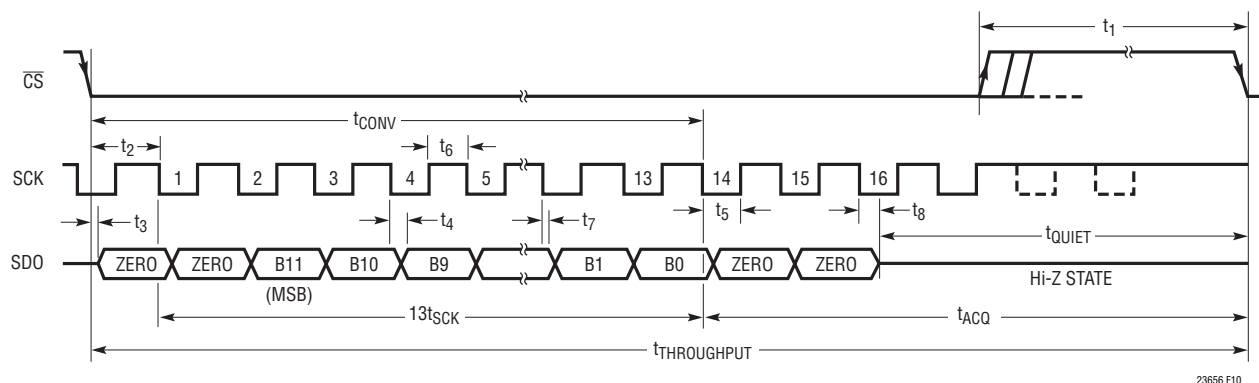 t1
CS
tCONV
t2
t6
SCK
1 2 3 4 5 13 14 15 16
t3
t4
t7
t5
t8
tQUIET
SDO
ZERO ZERO B11 B10 B9 B1 B0 ZERO ZERO
Hi-Z STATE
(MSB)
13tSCK
tACQ
tTHROUGHPUT
23656 F10